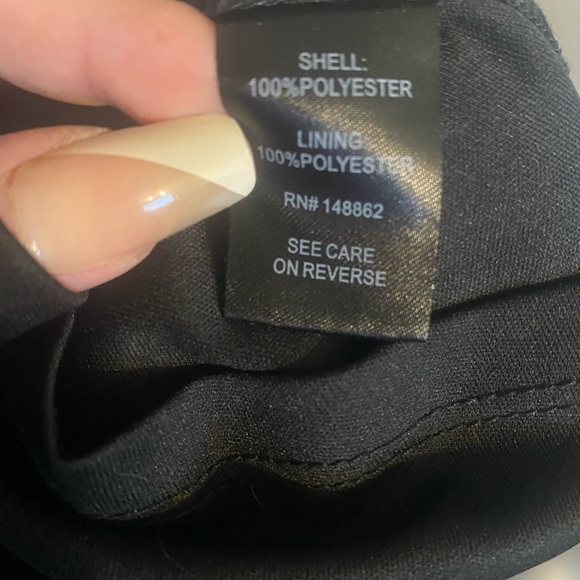 SHELL:
100%POLYESTER
LINING:
100%POLYESTER
RN# 148862
SEE CARE
ON REVERSE